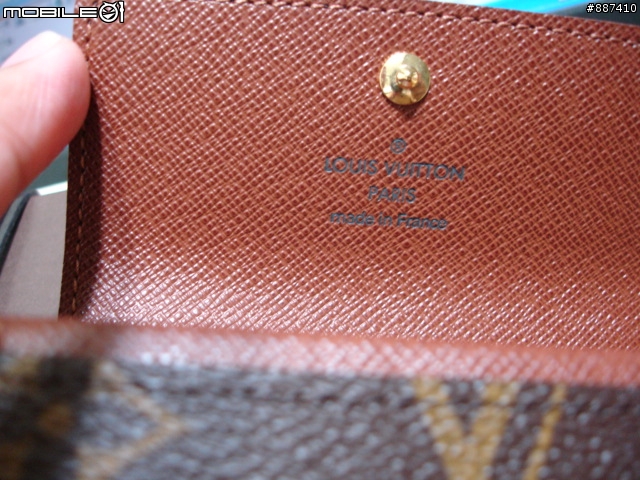 MOBILE01
#887410
®
LOUIS VUITTON
PARIS
made in France